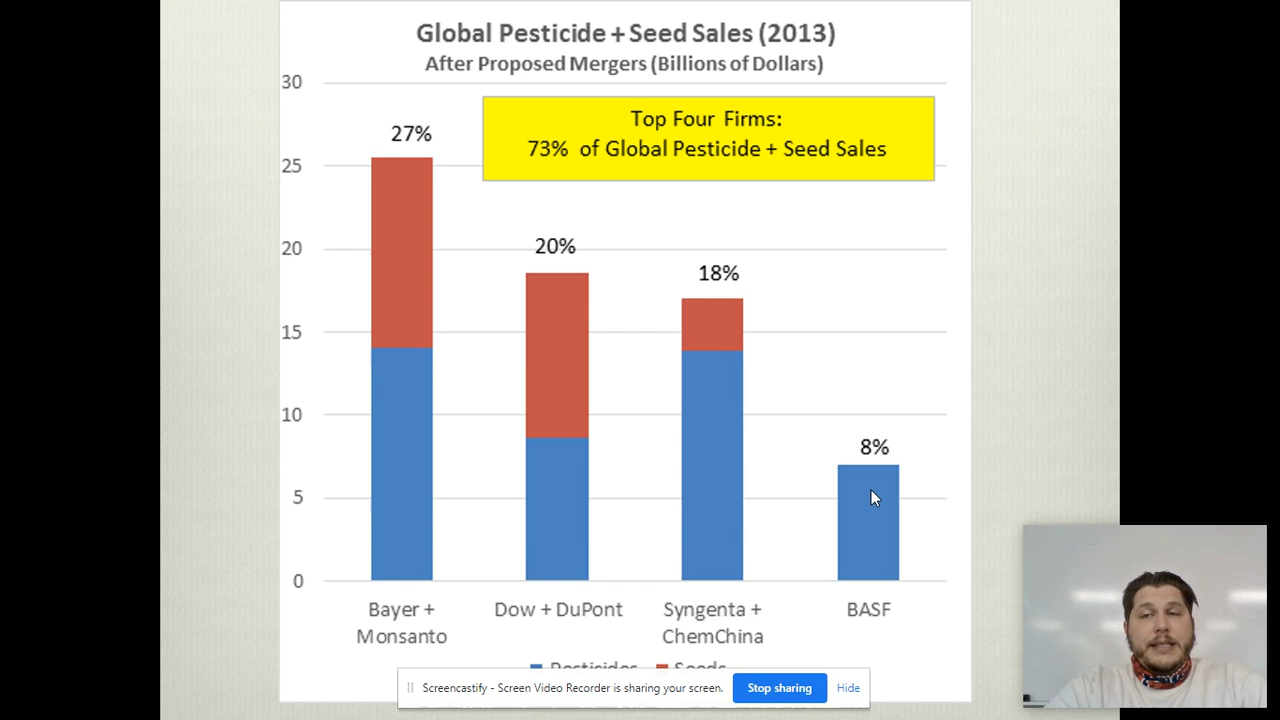 Global Pesticide + Seed Sales (2013)
After Proposed Mergers (Billions of Dollars)
30
Top Four Firms:
73% of Global Pesticide + Seed Sales
27%
25
20%
20
18%
15
10
8%
5
0
Bayer + Monsanto
Dow + DuPont
Syngenta + ChemChina
BASF
Pesticides
Seeds
Screencastify - Screen Video Recorder is sharing your screen.
Stop sharing
Hide